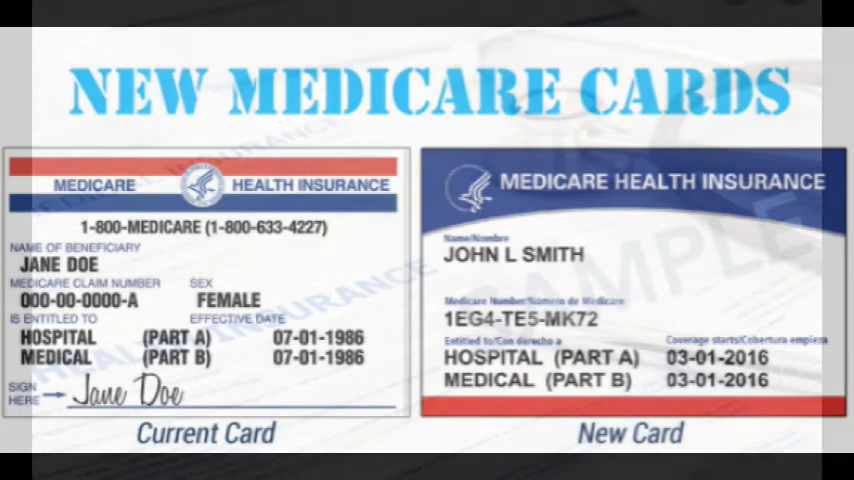 NEW MEDICARE CARDS
MEDICARE HEALTH INSURANCE
1-800-MEDICARE (1-800-633-4227)
NAME OF BENEFICIARY
JANE DOE
MEDICARE CLAIM NUMBER SEX
000-00-0000-A FEMALE
IS ENTITLED TO EFFECTIVE DATE
HOSPITAL (PART A) 07-01-1986
MEDICAL (PART B) 07-01-1986
SIGN HERE Jane Doe
Current Card
MEDICARE HEALTH INSURANCE
Name/Nombre
JOHN L SMITH
Medicare Number/Número de Medicare
1EG4-TE5-MK72
Entitled to/Con derecho a Coverage starts/Cobertura empieza
HOSPITAL (PART A) 03-01-2016
MEDICAL (PART B) 03-01-2016
New Card
SAMPLE